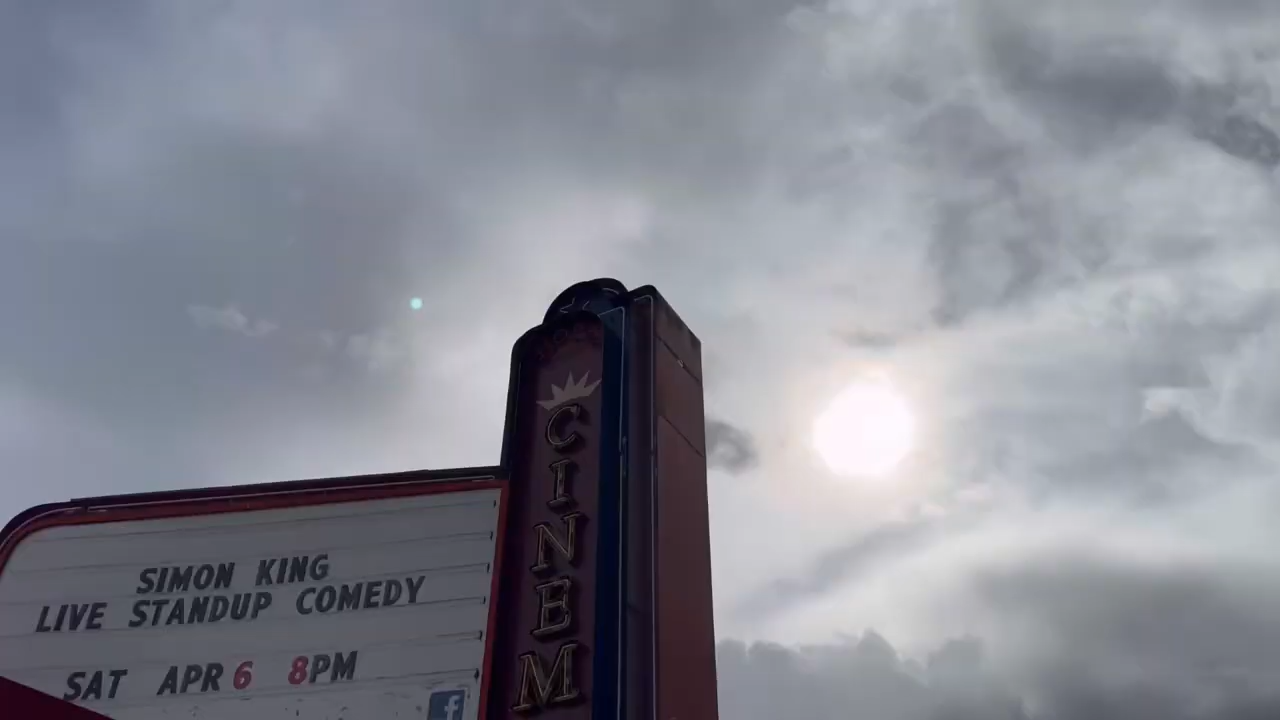 SIMON KING
LIVE STANDUP COMEDY
SAT APR 6 8PM
f
CINEM